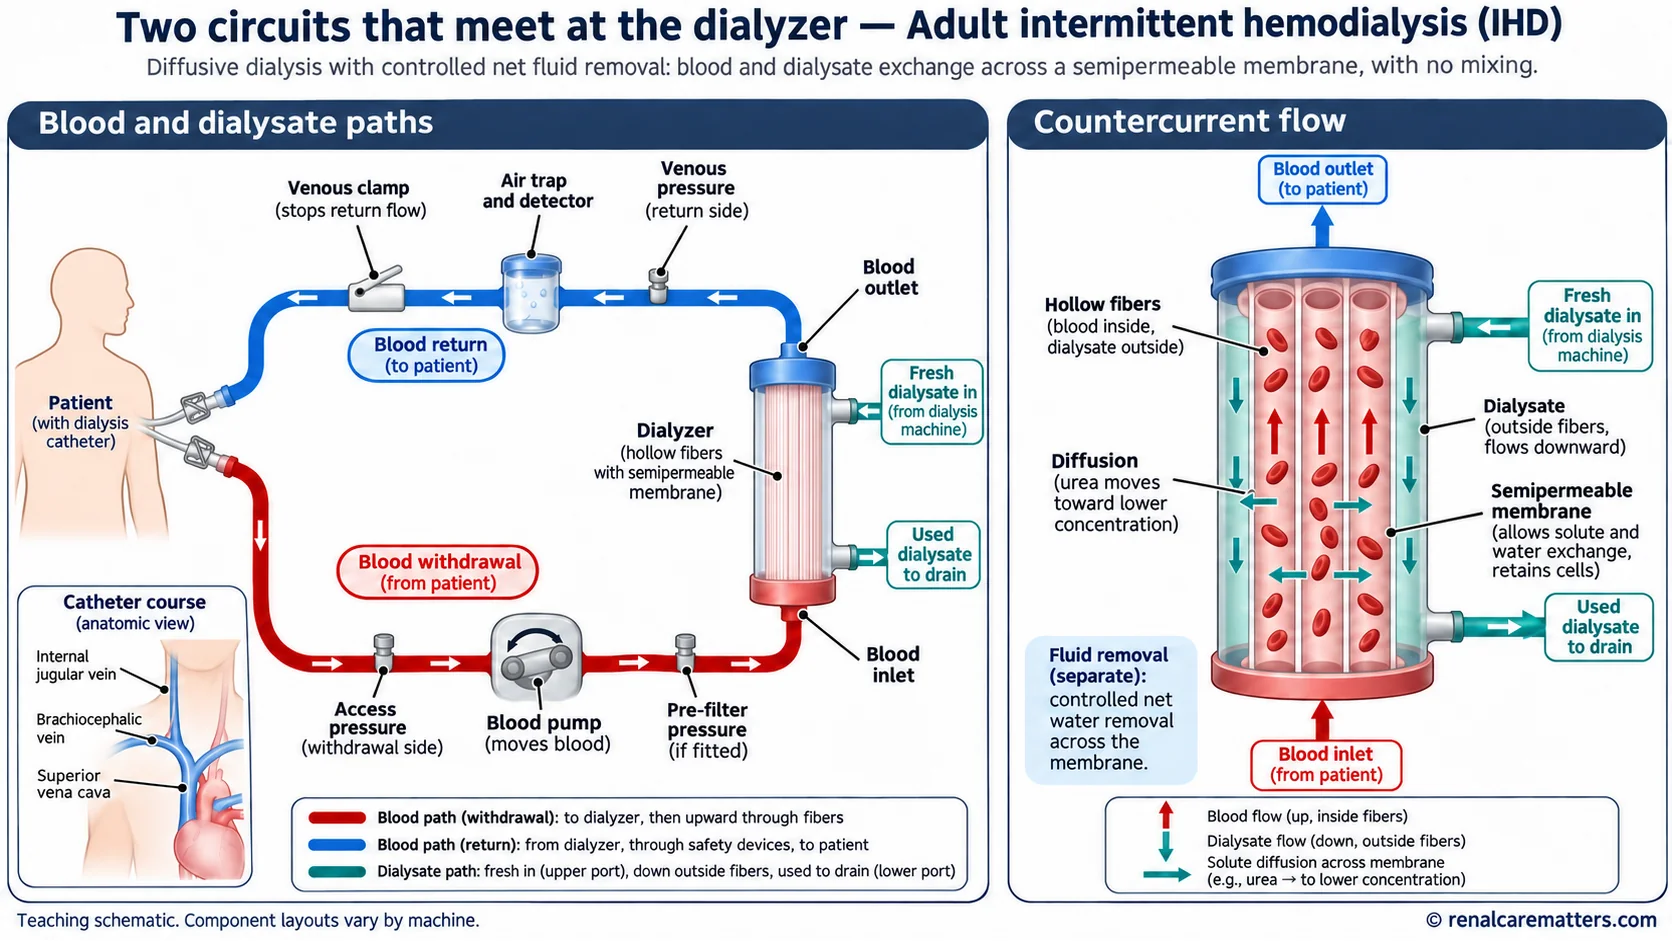 Two circuits that meet at the dialyzer — Adult intermittent hemodialysis (IHD)
Diffusive dialysis with controlled net fluid removal: blood and dialysate exchange across a semipermeable membrane, with no mixing.
Blood and dialysate paths
Venous clamp
(stops return flow)
Air trap
and detector
Venous
pressure
(return side)
Blood
outlet
Blood return
(to patient)
Patient
(with dialysis
catheter)
Fresh
dialysate in
(from dialysis
machine)
Dialyzer
(hollow fibers
with semipermeable
membrane)
Used
dialysate
to drain
Blood withdrawal
(from patient)
Blood
inlet
Access
pressure
(withdrawal side)
Blood pump
(moves blood)
Pre-filter
pressure
(if fitted)
Catheter course
(anatomic view)
Internal
jugular vein
Brachiocephalic
vein
Superior
vena cava
Blood path (withdrawal): to dialyzer, then upward through fibers
Blood path (return): from dialyzer, through safety devices, to patient
Dialysate path: fresh in (upper port), down outside fibers, used to drain (lower port)
Countercurrent flow
Blood outlet
(to patient)
Hollow fibers
(blood inside,
dialysate outside)
Fresh
dialysate in
(from dialysis
machine)
Dialysate
(outside fibers,
flows downward)
Diffusion
(urea moves
toward lower
concentration)
Semipermeable
membrane
(allows solute and
water exchange,
retains cells)
Used
dialysate
to drain
Fluid removal
(separate):
controlled net
water removal
across the
membrane.
Blood inlet
(from patient)
Blood flow (up, inside fibers)
Dialysate flow (down, outside fibers)
Solute diffusion across membrane
(e.g., urea → to lower concentration)
Teaching schematic. Component layouts vary by machine.
© renalcarematters.com